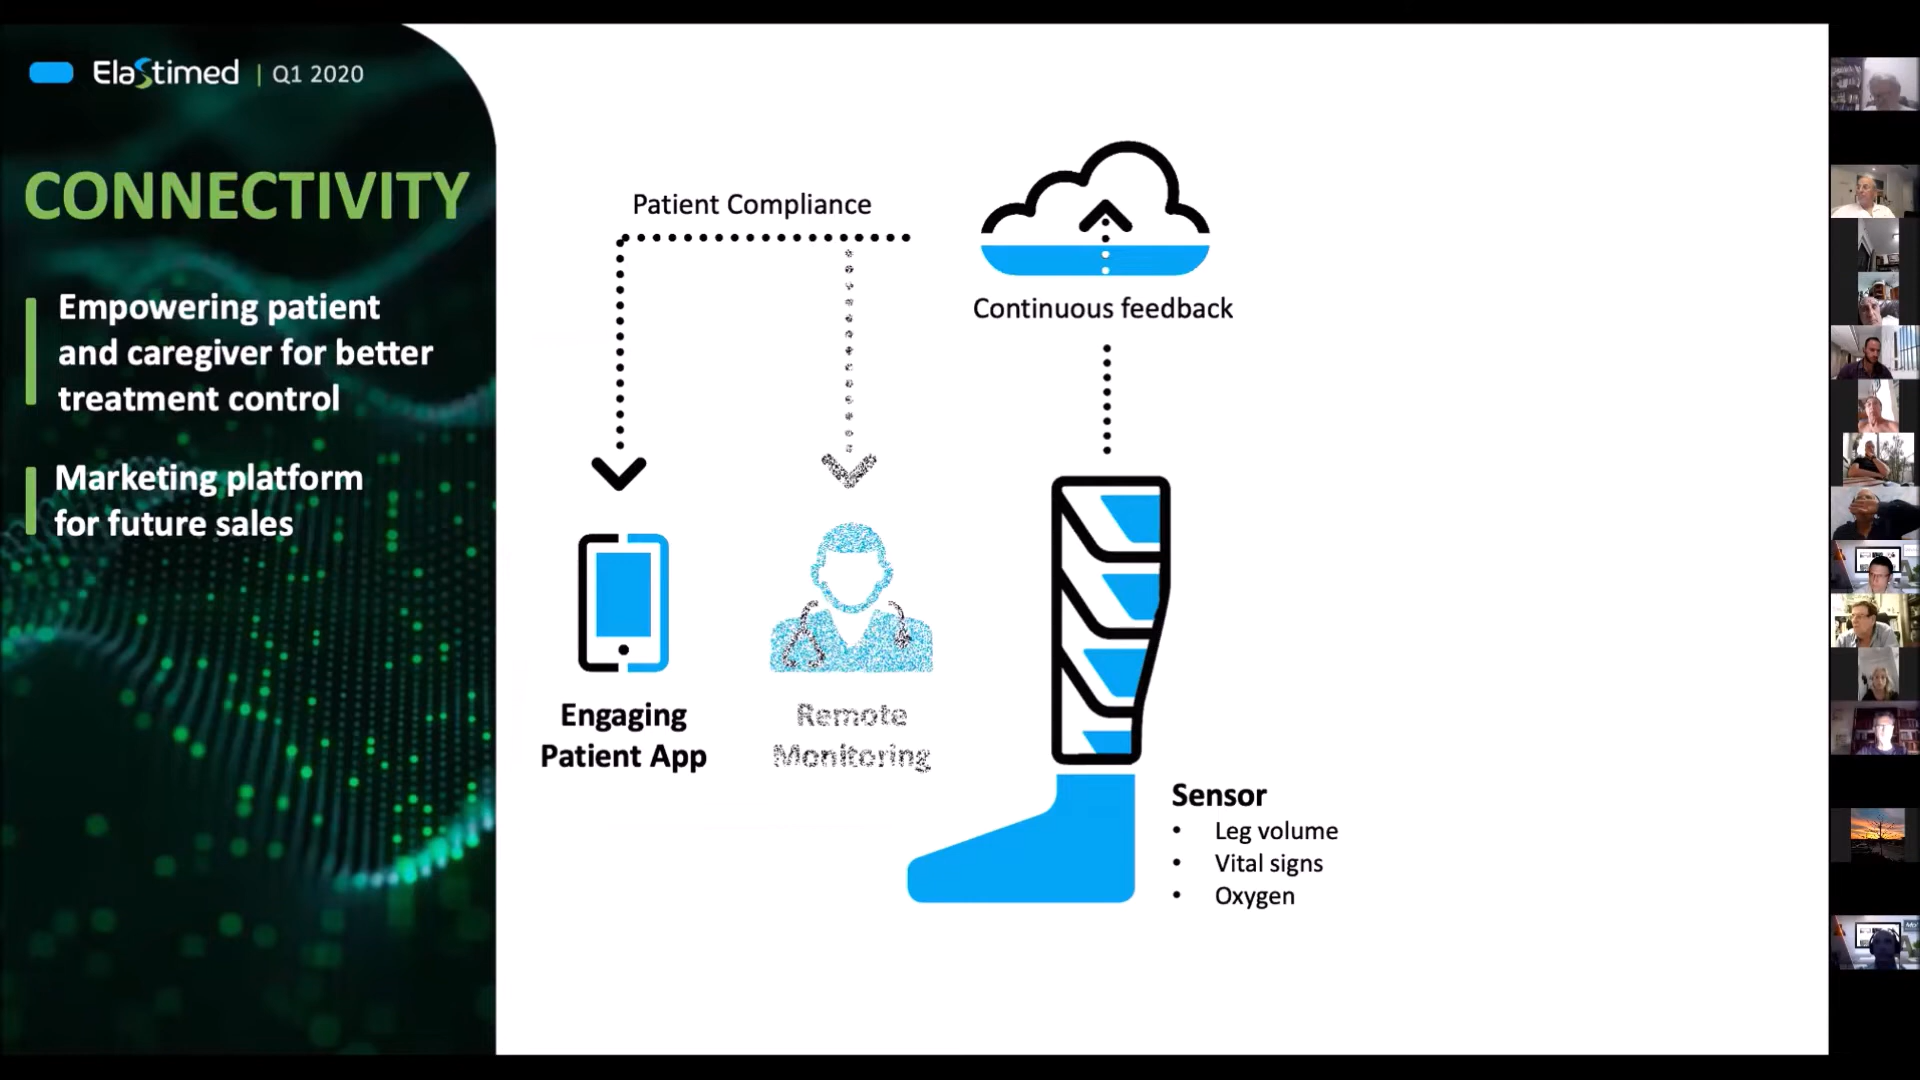 Elastimed | Q1 2020
CONNECTIVITY
Empowering patient
and caregiver for better
treatment control
Marketing platform
for future sales
Patient Compliance
Continuous feedback
Engaging
Patient App
Remote
Monitoring
Sensor
• Leg volume
• Vital signs
• Oxygen